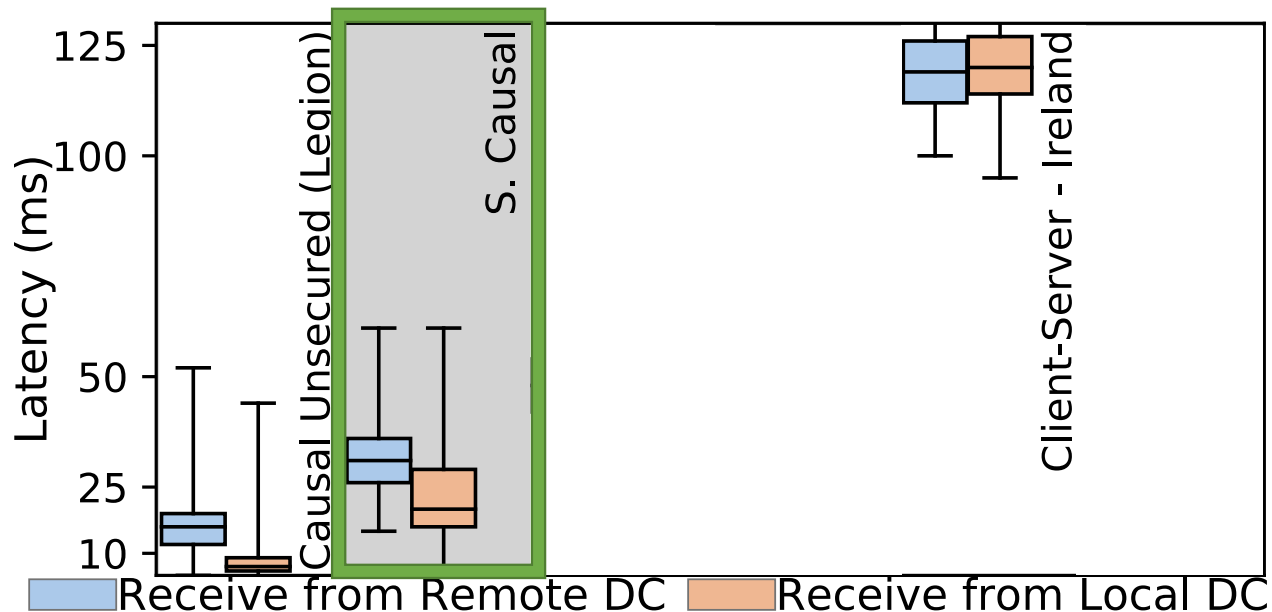 Latency (ms)
125
100
50
25
10
Causal Unsecured (Legion)
S. Causal
Client-Server - Ireland
Receive from Remote DC
Receive from Local DC